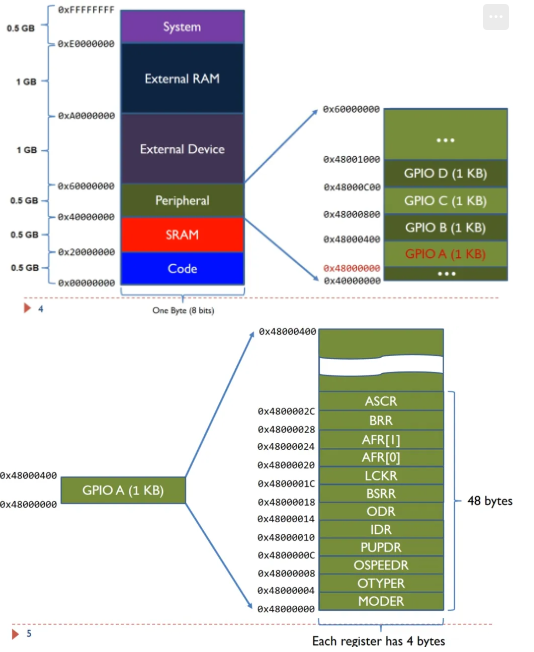 0xFFFFFFFF
0.5 GB
System
0xE0000000
1 GB
External RAM
0xA0000000
1 GB
External Device
0x60000000
0.5 GB
Peripheral
0x40000000
0.5 GB
SRAM
0x20000000
0.5 GB
Code
0x00000000
One Byte (8 bits)
0x60000000
...
0x48001000
GPIO D (1 KB)
0x48000C00
GPIO C (1 KB)
0x48000800
GPIO B (1 KB)
0x48000400
GPIO A (1 KB)
0x48000000
...
0x40000000
4
0x48000400
GPIO A (1 KB)
0x48000000
0x48000400
ASCR
0x4800002C
BRR
0x48000028
AFR[1]
0x48000024
AFR[0]
0x48000020
LCKR
0x4800001C
BSRR
0x48000018
ODR
0x48000014
IDR
0x48000010
PUPDR
0x4800000C
OSPEEDR
0x48000008
OTYPER
0x48000004
MODER
0x48000000
48 bytes
Each register has 4 bytes
5